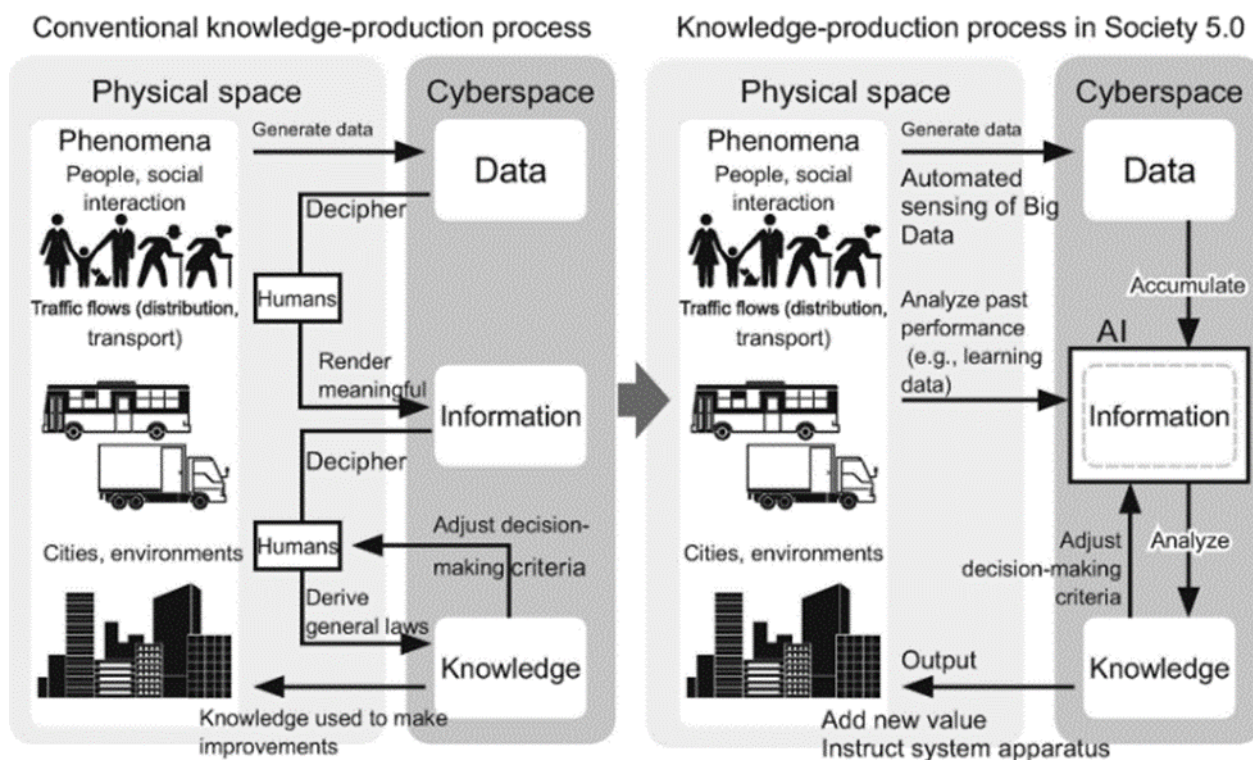 Conventional knowledge-production process
Physical space
Cyberspace
Phenomena
People, social
interaction
Traffic flows (distribution,
transport)
Cities, environments
Generate data
Data
Decipher
Humans
Render
meaningful
Information
Decipher
Humans
Adjust decision-
making criteria
Derive
general laws
Knowledge
Knowledge used to make
improvements
Knowledge-production process in Society 5.0
Physical space
Cyberspace
Phenomena
People, social
interaction
Traffic flows (distribution,
transport)
Cities, environments
Generate data
Automated
sensing of Big
Data
Data
Accumulate
Analyze past
performance
(e.g., learning
data)
AI
Information
Adjust
decision-making
criteria
Analyze
Knowledge
Output
Add new value
Instruct system apparatus